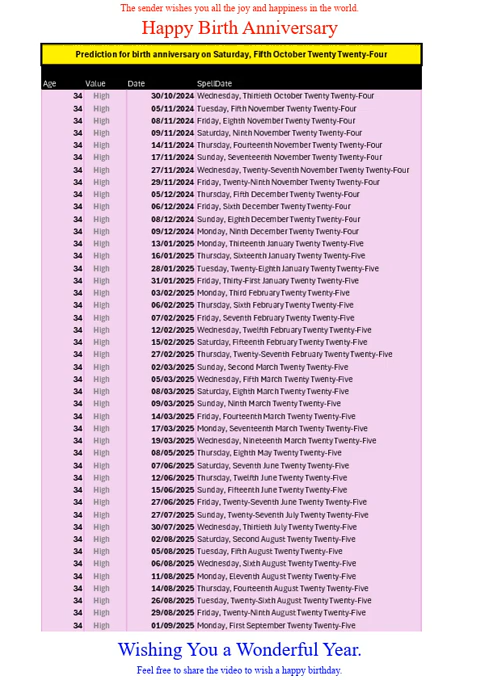 The sender wishes you all the joy and happiness in the world.
Happy Birth Anniversary
Prediction for birth anniversary on Saturday, Fifth October Twenty Twenty-Four
Age Value Date SpellDate
34 High 30/10/2024 Wednesday, Thirtieth October Twenty Twenty-Four
34 High 05/11/2024 Tuesday, Fifth November Twenty Twenty-Four
34 High 08/11/2024 Friday, Eighth November Twenty Twenty-Four
34 High 09/11/2024 Saturday, Ninth November Twenty Twenty-Four
34 High 14/11/2024 Thursday, Fourteenth November Twenty Twenty-Four
34 High 17/11/2024 Sunday, Seventeenth November Twenty Twenty-Four
34 High 27/11/2024 Wednesday, Twenty-Seventh November Twenty Twenty-Four
34 High 29/11/2024 Friday, Twenty-Ninth November Twenty Twenty-Four
34 High 05/12/2024 Thursday, Fifth December Twenty Twenty-Four
34 High 06/12/2024 Friday, Sixth December Twenty Twenty-Four
34 High 08/12/2024 Sunday, Eighth December Twenty Twenty-Four
34 High 09/12/2024 Monday, Ninth December Twenty Twenty-Four
34 High 13/01/2025 Monday, Thirteenth January Twenty Twenty-Five
34 High 16/01/2025 Thursday, Sixteenth January Twenty Twenty-Five
34 High 28/01/2025 Tuesday, Twenty-Eighth January Twenty Twenty-Five
34 High 31/01/2025 Friday, Thirty-First January Twenty Twenty-Five
34 High 03/02/2025 Monday, Third February Twenty Twenty-Five
34 High 06/02/2025 Thursday, Sixth February Twenty Twenty-Five
34 High 07/02/2025 Friday, Seventh February Twenty Twenty-Five
34 High 12/02/2025 Wednesday, Twelfth February Twenty Twenty-Five
34 High 15/02/2025 Saturday, Fifteenth February Twenty Twenty-Five
34 High 27/02/2025 Thursday, Twenty-Seventh February Twenty Twenty-Five
34 High 02/03/2025 Sunday, Second March Twenty Twenty-Five
34 High 05/03/2025 Wednesday, Fifth March Twenty Twenty-Five
34 High 08/03/2025 Saturday, Eighth March Twenty Twenty-Five
34 High 09/03/2025 Sunday, Ninth March Twenty Twenty-Five
34 High 14/03/2025 Friday, Fourteenth March Twenty Twenty-Five
34 High 17/03/2025 Monday, Seventeenth March Twenty Twenty-Five
34 High 19/03/2025 Wednesday, Nineteenth March Twenty Twenty-Five
34 High 08/05/2025 Thursday, Eighth May Twenty Twenty-Five
34 High 07/06/2025 Saturday, Seventh June Twenty Twenty-Five
34 High 12/06/2025 Thursday, Twelfth June Twenty Twenty-Five
34 High 15/06/2025 Sunday, Fifteenth June Twenty Twenty-Five
34 High 27/06/2025 Friday, Twenty-Seventh June Twenty Twenty-Five
34 High 27/07/2025 Sunday, Twenty-Seventh July Twenty Twenty-Five
34 High 30/07/2025 Wednesday, Thirtieth July Twenty Twenty-Five
34 High 02/08/2025 Saturday, Second August Twenty Twenty-Five
34 High 05/08/2025 Tuesday, Fifth August Twenty Twenty-Five
34 High 06/08/2025 Wednesday, Sixth August Twenty Twenty-Five
34 High 11/08/2025 Monday, Eleventh August Twenty Twenty-Five
34 High 14/08/2025 Thursday, Fourteenth August Twenty Twenty-Five
34 High 26/08/2025 Tuesday, Twenty-Sixth August Twenty Twenty-Five
34 High 29/08/2025 Friday, Twenty-Ninth August Twenty Twenty-Five
34 High 01/09/2025 Monday, First September Twenty Twenty-Five
Wishing You a Wonderful Year.
Feel free to share the video to wish a happy birthday.